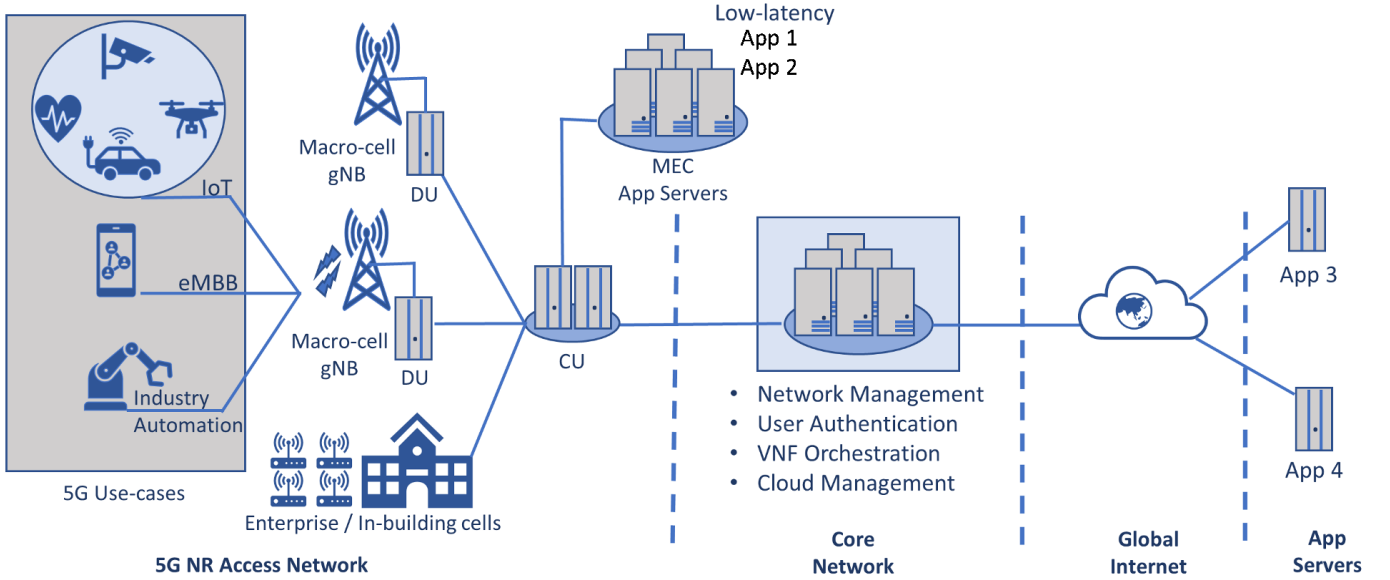 Low-latency
App 1
App 2
MEC
App Servers
Macro-cell
gNB
DU
IoT
eMBB
Industry
Automation
5G Use-cases
Macro-cell
gNB
DU
CU
Enterprise / In-building cells
5G NR Access Network
• Network Management
• User Authentication
• VNF Orchestration
• Cloud Management
Core
Network
Global
Internet
App 3
App 4
App
Servers